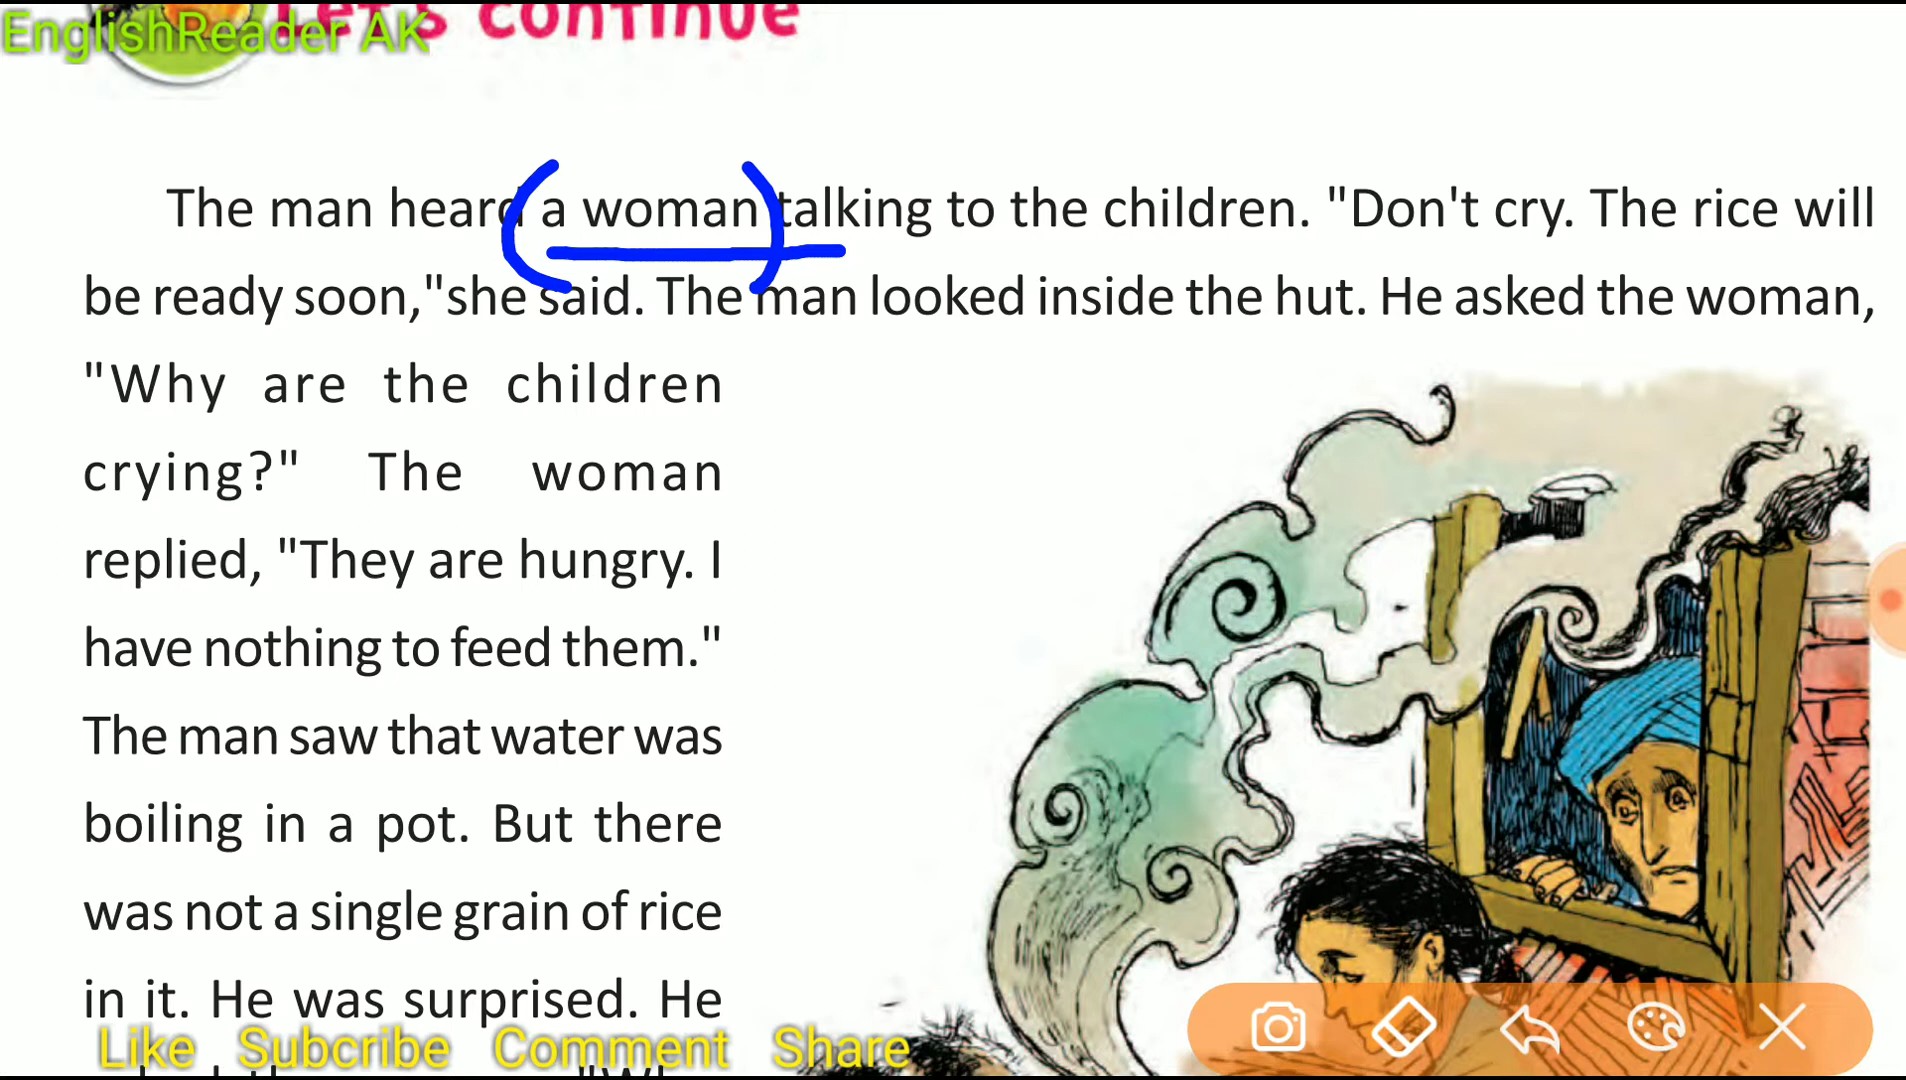 Let's continue
EnglishReader AK
The man heard a woman talking to the children. "Don't cry. The rice will
be ready soon,"she said. The man looked inside the hut. He asked the woman,
"Why are the children
crying?" The woman
replied, "They are hungry. I
have nothing to feed them."
The man saw that water was
boiling in a pot. But there
was not a single grain of rice
in it. He was surprised. He
Like Subcribe Comment Share